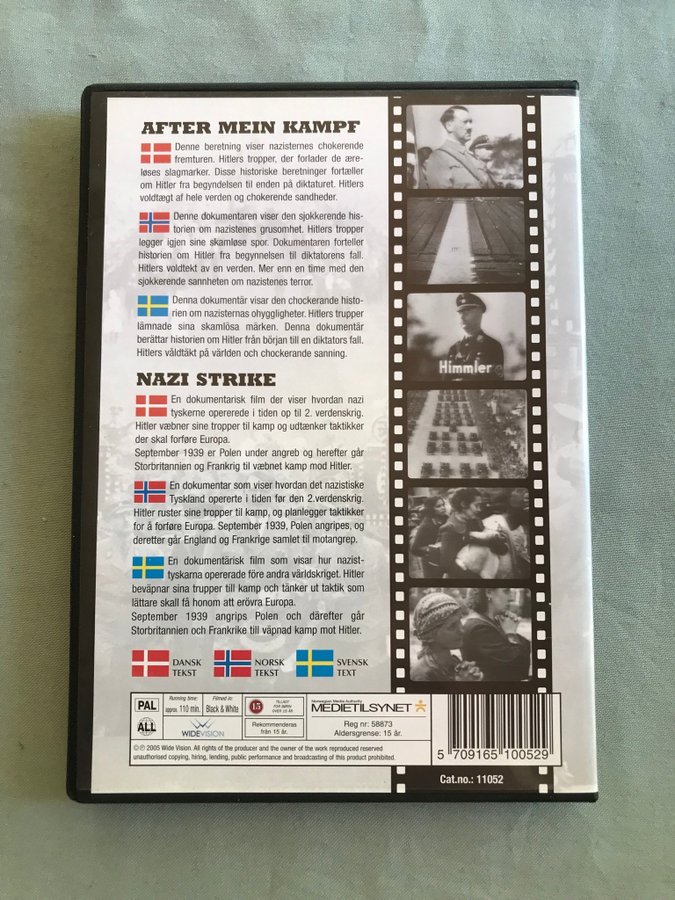 AFTER MEIN KAMPF
Denne beretning viser nazisternes chokerende
fremturen. Hitlers tropper, der forlader de ære-
løses slagmarker. Disse historiske beretninger fortæller
om Hitler fra begyndelsen til enden på diktaturet. Hitlers
voldtægt af hele verden og chokerende sandheder.
Denne dokumentaren viser den sjokkerende his-
torien om nazistenes grusomhet. Hitlers tropper
legger igjen sine skamløse spor. Dokumentaren forteller
historien om Hitler fra begynnelsen til diktatorens fall.
Hitlers voldtekt av en verden. Mer enn en time med den
sjokkerende sannheten om nazistenes terror.
Denna dokumentär visar den chockerande histo-
rien om nazisternas ohyggligheter. Hitlers trupper
lämnade sina skamlösa märken. Denna dokumentär
berättar historien om Hitler från början till en diktators fall.
Hitlers våldtäkt på världen och chockerande sanning.
NAZI STRIKE
En dokumentarisk film der viser hvordan nazi
tyskerne opererede i tiden op til 2. verdenskrig.
Hitler væbner sine tropper til kamp og udtænker taktikker
der skal forføre Europa.
September 1939 er Polen under angreb og herefter går
Storbritannien og Frankrig til væbnet kamp mod Hitler.
En dokumentar som viser hvordan det nazistiske
Tyskland opererte i tiden før den 2.verdenskrig.
Hitler ruster sine tropper til kamp, og planlegger taktikker
for å forføre Europa. September 1939, Polen angripes, og
deretter går England og Frankrige samlet til motangrep.
En dokumentärisk film som visar hur nazist-
tyskarna opererade före andra världskriget. Hitler
beväpnar sina trupper till kamp och tänker ut taktik som
lättare skall få honom att erövra Europa.
September 1939 angrips Polen och därefter går
Storbritannien och Frankrike till väpnad kamp mot Hitler.
Himmler
DANSK
TEKST
NORSK
TEKST
SVENSK
TEXT
PAL
ALL
Running time:
approx. 110 min.
Filmed in:
Black & White
WIDEVISION
15
TILLADT
FOR BØRN
OVER 15 ÅR
Rekommenderas
från 15 år.
Norwegian Media Authority
MEDIETILSYNET
Reg nr: 58873
Aldersgrense: 15 år.
©℗ 2005 Wide Vision. All rights of the producer and the owner of the work reproduced reserved
unauthorised copying, hiring, lending, public performance and broadcasting of this product prohibited.
5 709165 100529
Cat.no.: 11052